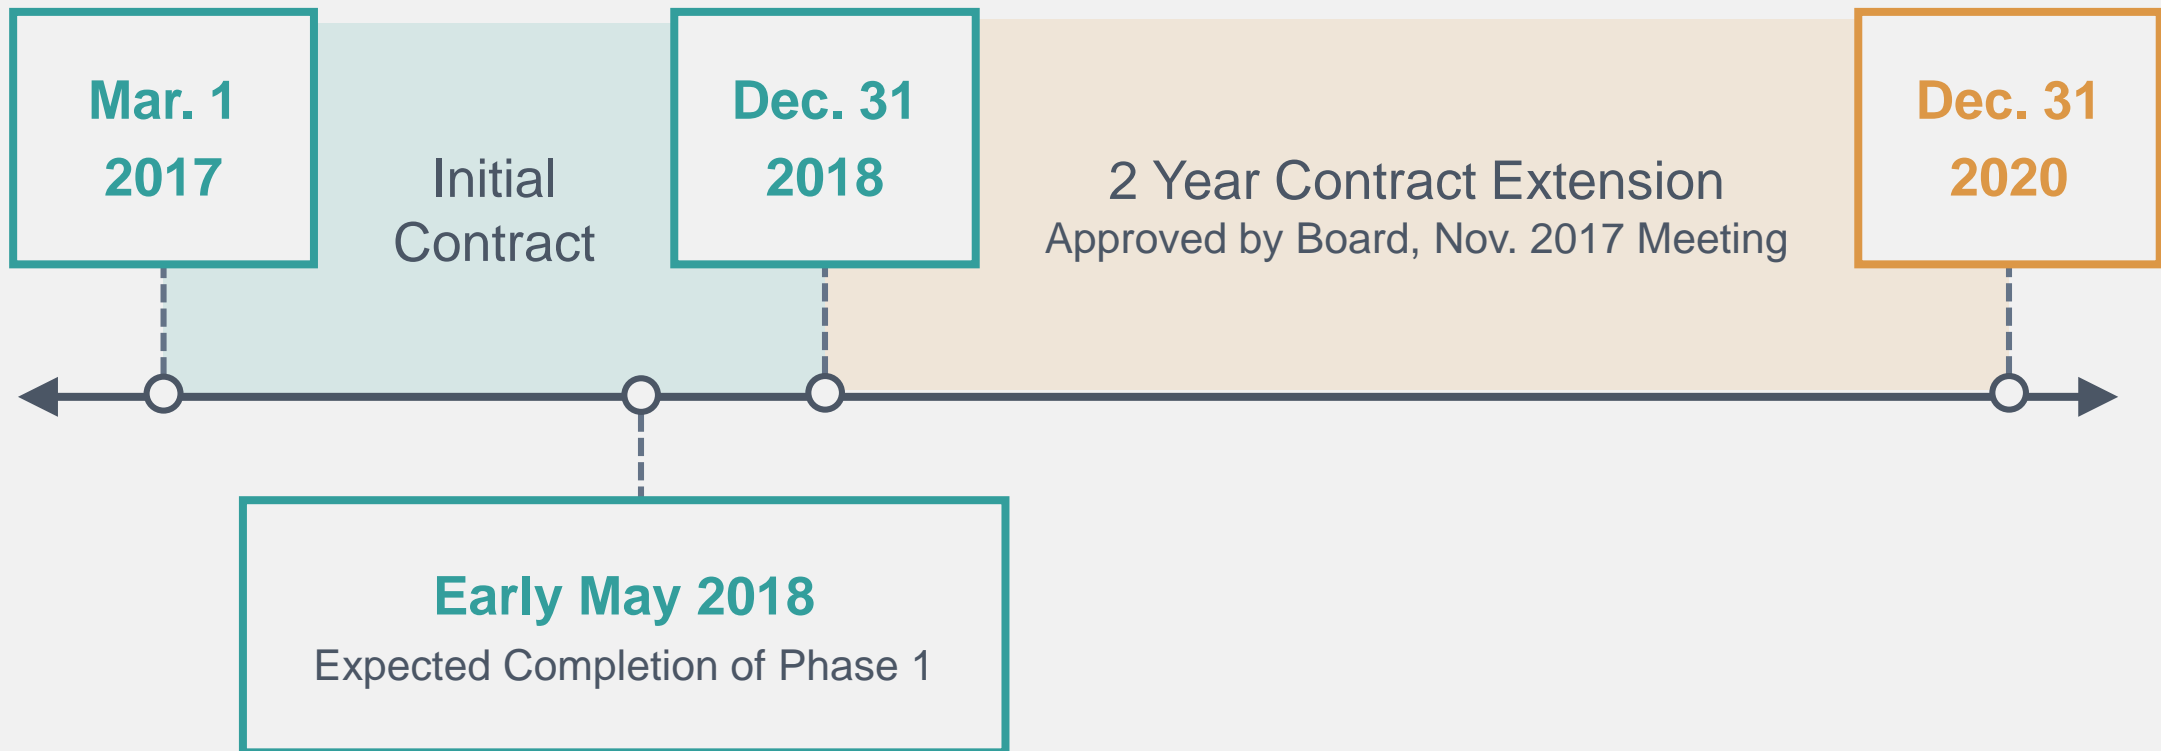 Mar. 1
2017
Initial
Contract
Dec. 31
2018
2 Year Contract Extension
Approved by Board, Nov. 2017 Meeting
Dec. 31
2020
Early May 2018
Expected Completion of Phase 1